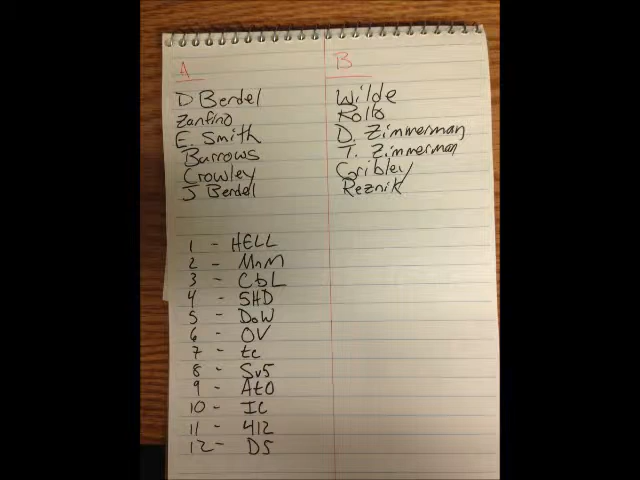 A
D Berdel
Zanfino
E. Smith
Burrows
Crowley
J Berdel
B
Wilde
Rollo
D. Zimmerman
T. Zimmerman
Gribley
Reznik
1 - HELL
2 - MnM
3 - CbL
4 - SHD
5 - DoW
6 - OV
7 - tc
8 - Sv5
9 - AtO
10 - IC
11 - 412
12 - DS